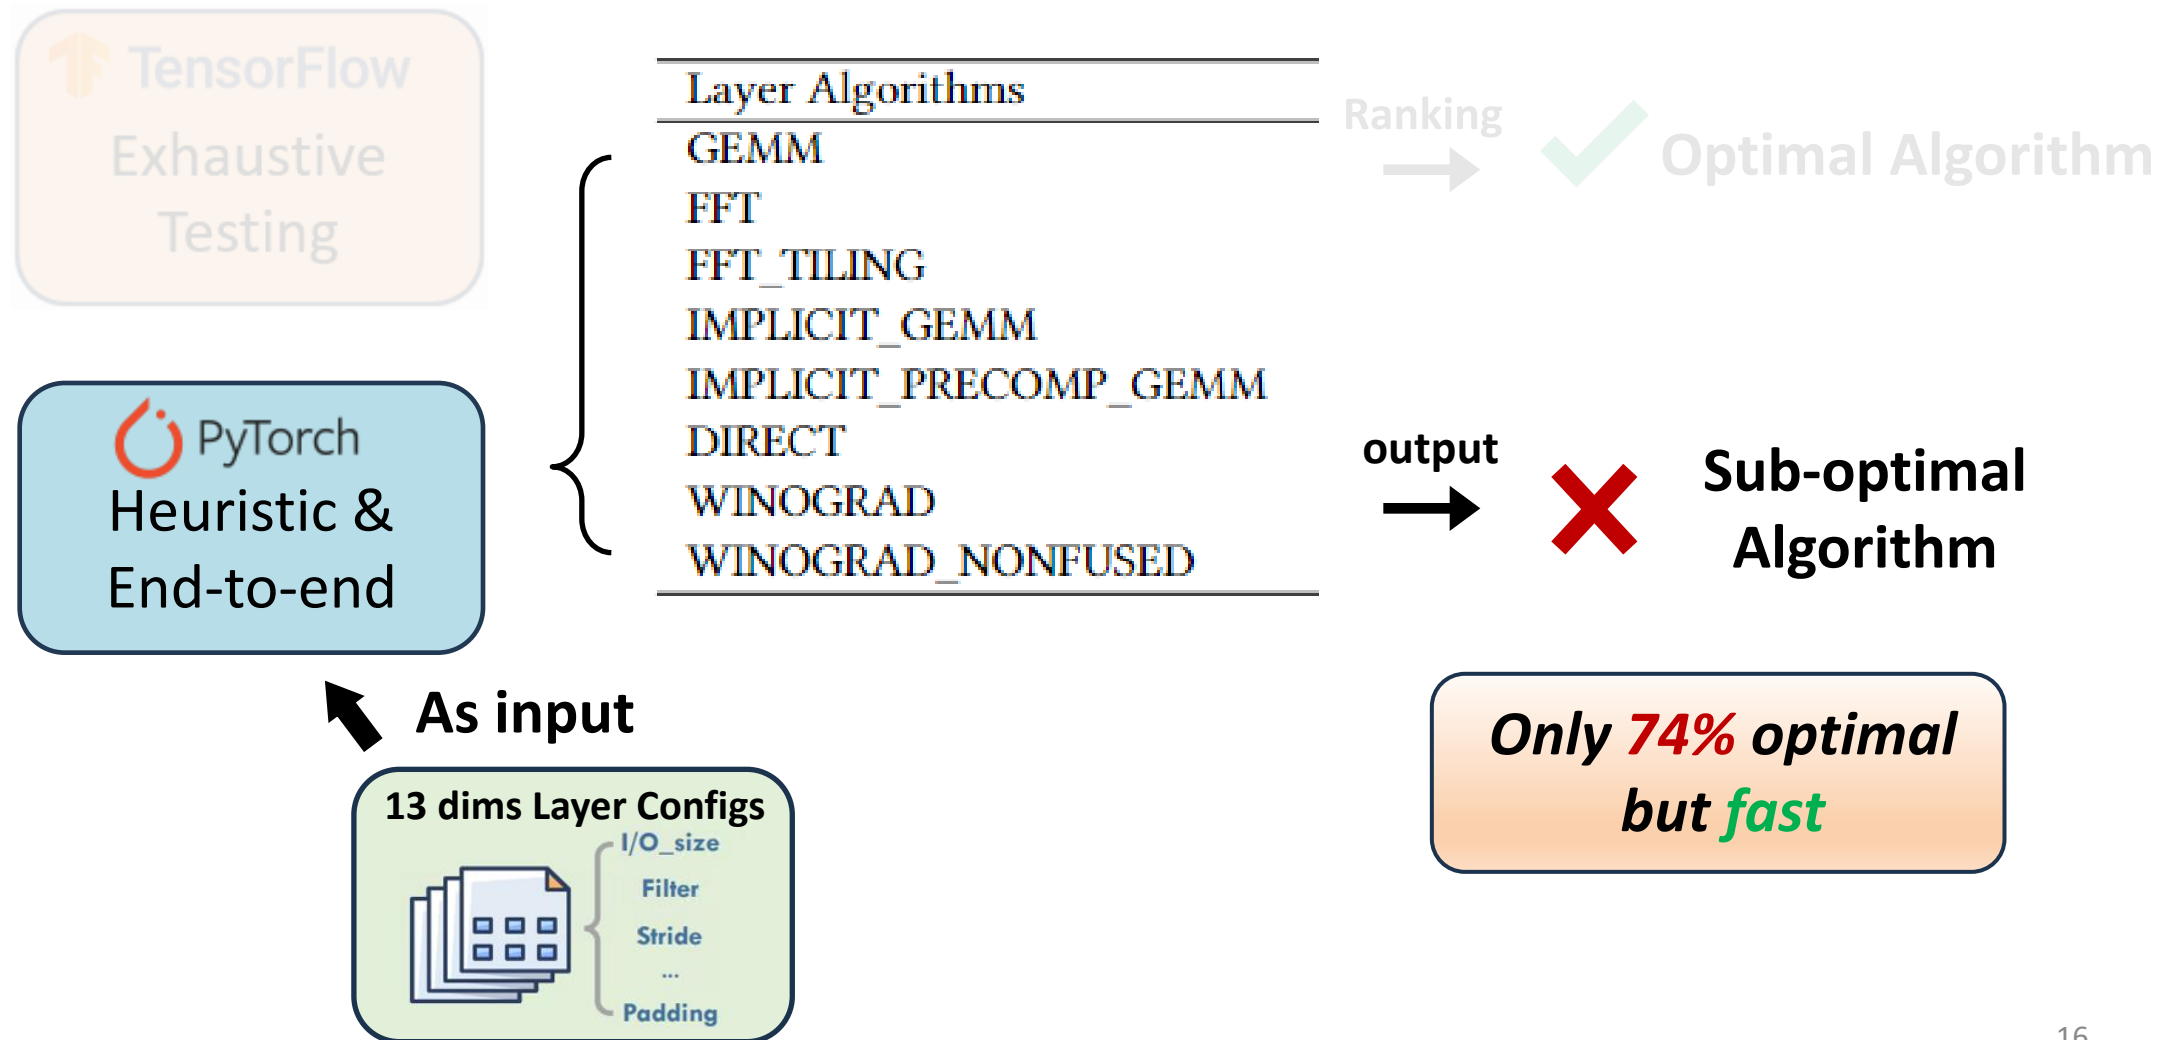 TensorFlow
Exhaustive
Testing
Layer Algorithms
GEMM
FFT
FFT_TILING
IMPLICIT_GEMM
IMPLICIT_PRECOMP_GEMM
DIRECT
WINOGRAD
WINOGRAD_NONFUSED
Ranking
Optimal Algorithm
PyTorch
Heuristic &
End-to-end
output
Sub-optimal
Algorithm
As input
13 dims Layer Configs
I/O_size
Filter
Stride
...
Padding
Only 74% optimal
but fast
16